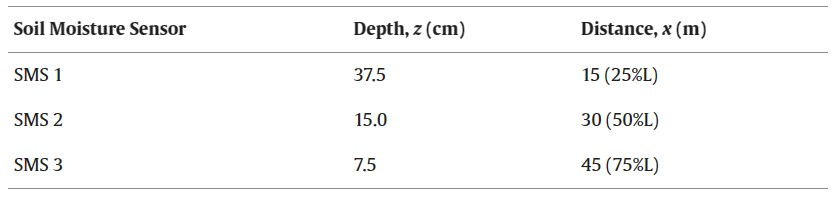 Soil Moisture Sensor Depth, z (cm) Distance, x (m)
SMS 1 37.5 15 (25%L)
SMS 2 15.0 30 (50%L)
SMS 3 7.5 45 (75%L)